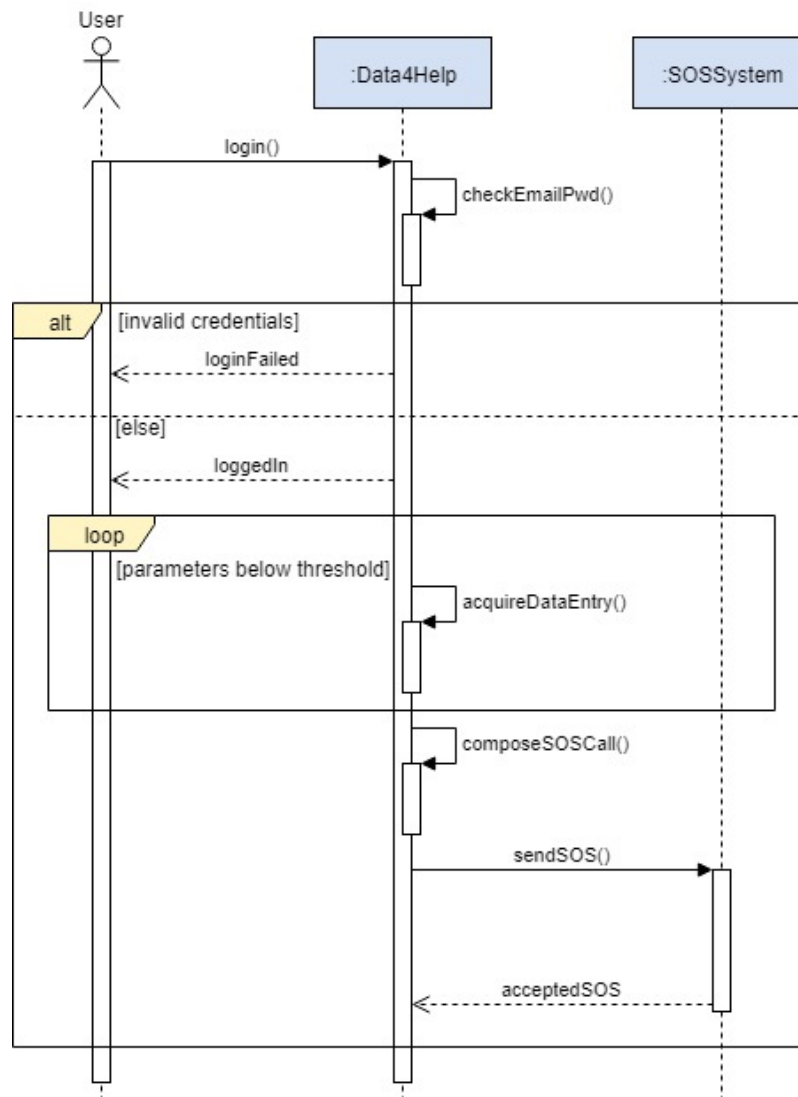 User
:Data4Help
:SOSSystem
login()
checkEmailPwd()
alt
[invalid credentials]
loginFailed
[else]
loggedIn
loop
[parameters below threshold]
acquireDataEntry()
composeSOSCall()
sendSOS()
acceptedSOS